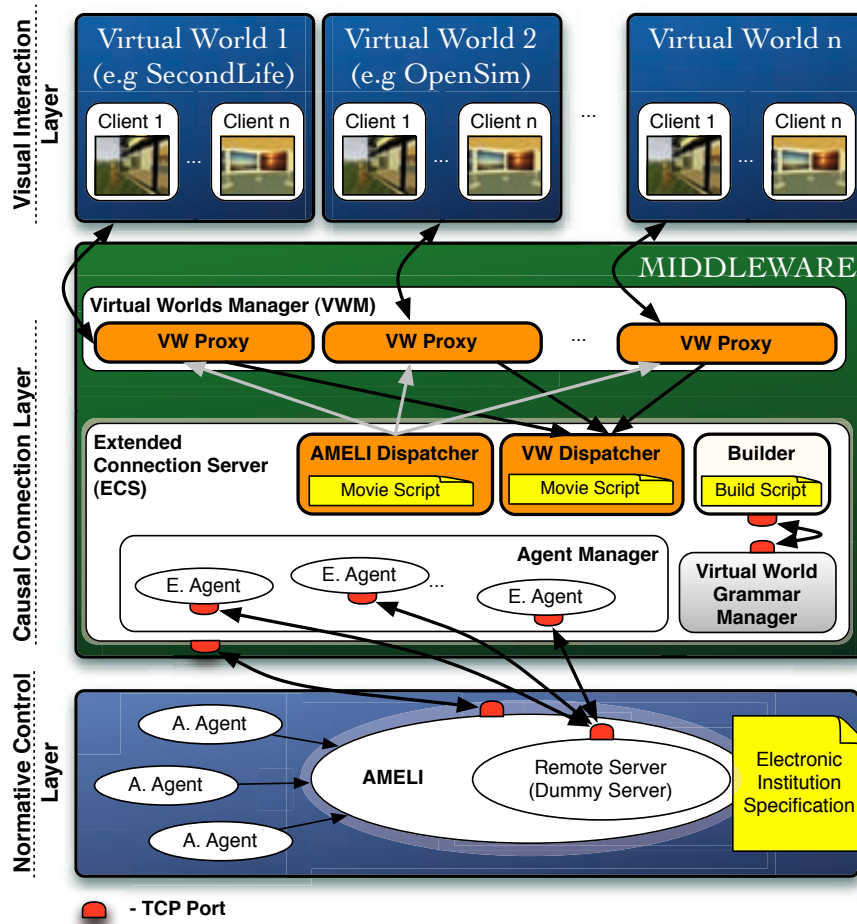 Visual Interaction
Layer
Virtual World 1
(e.g SecondLife)
Client 1
...
Client n
Virtual World 2
(e.g OpenSim)
Client 1
...
Client n
...
Virtual World n
Client 1
...
Client n
Causal Connection Layer
MIDDLEWARE
Virtual Worlds Manager (VWM)
VW Proxy
VW Proxy
...
VW Proxy
Extended
Connection Server
(ECS)
AMELI Dispatcher
Movie Script
VW Dispatcher
Movie Script
Builder
Build Script
Agent Manager
E. Agent
E. Agent
...
E. Agent
Virtual World
Grammar
Manager
Normative Control
Layer
A. Agent
A. Agent
A. Agent
AMELI
Remote Server
(Dummy Server)
Electronic
Institution
Specification
- TCP Port